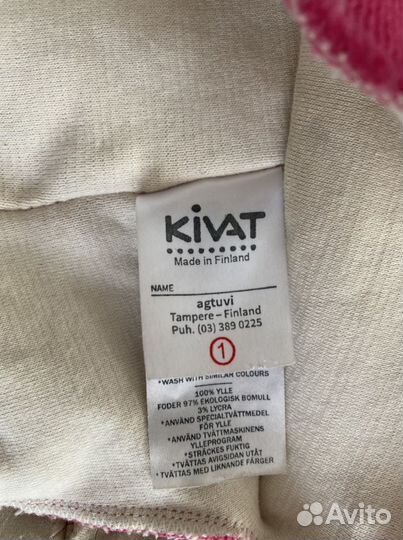 KIVAT
Made in Finland
NAME
agtuvi
Tampere – Finland
Puh. (03) 389 0225
1
*WASH WITH SIMILAR COLOURS
100% YLLE
FODER 97% EKOLOGISK BOMULL
3% LYCRA
*ANVÄND SPECIALTVÄTTMEDEL
FÖR YLLE
*ANVÄND TVÄTTMASKINENS
YLLEPROGRAM
*STRÄCKES FUKTIG
*TVÄTTAS AVIGSIDAN UTÅT
*TVÄTTAS MED LIKNANDE FÄRGER
Avito